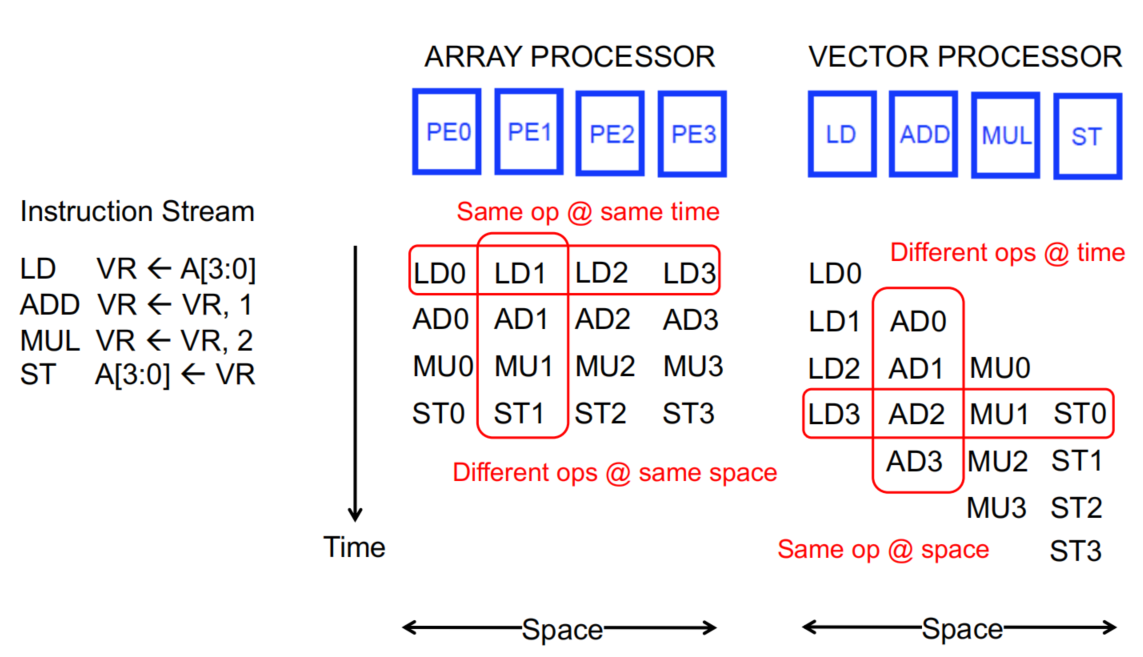 ARRAY PROCESSOR
VECTOR PROCESSOR
PE0 PE1 PE2 PE3
LD ADD MUL ST
Instruction Stream
LD VR ← A[3:0]
ADD VR ← VR, 1
MUL VR ← VR, 2
ST A[3:0] ← VR
Time
Same op @ same time
LD0 LD1 LD2 LD3
AD0 AD1 AD2 AD3
MU0 MU1 MU2 MU3
ST0 ST1 ST2 ST3
Different ops @ same space
Space
Different ops @ time
LD0
LD1 AD0
LD2 AD1 MU0
LD3 AD2 MU1 ST0
AD3 MU2 ST1
MU3 ST2
ST3
Same op @ space
Space